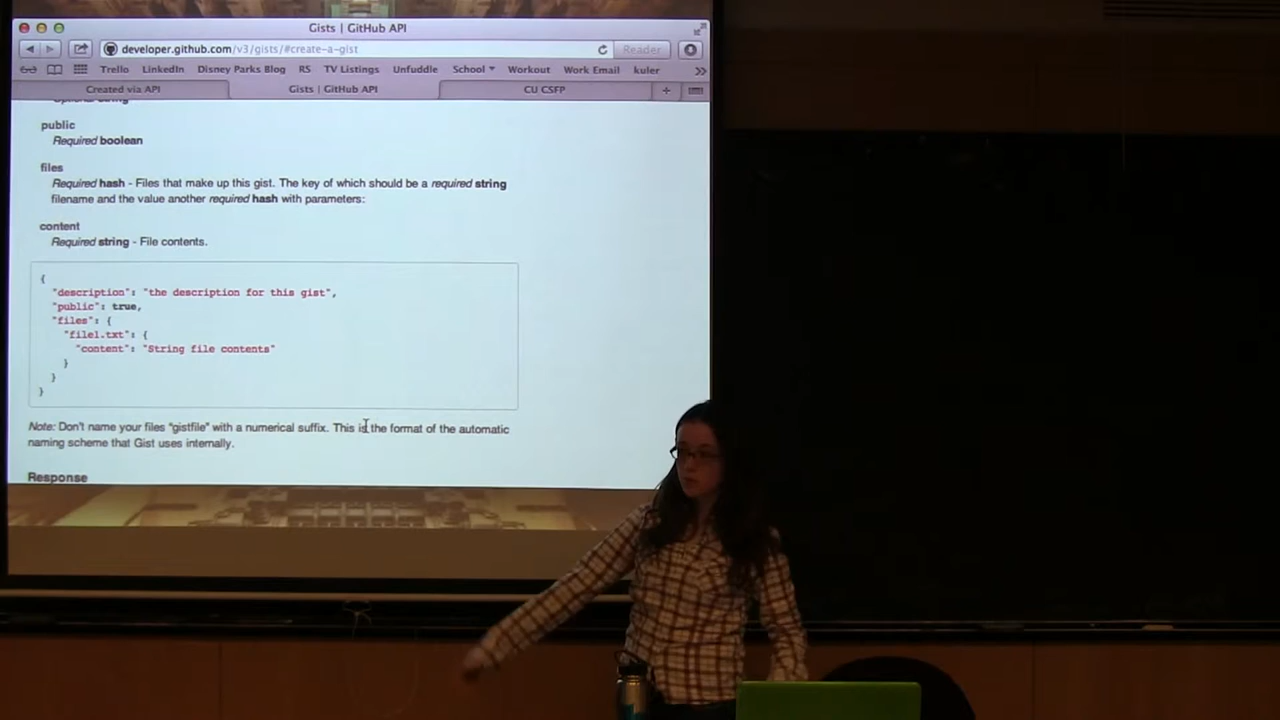 Gists | GitHub API
developer.github.com/v3/gists/#create-a-gist
Reader
Trello LinkedIn Disney Parks Blog RS TV Listings Unfuddle School Workout Work Email kuler
Created via API Gists | GitHub API CU CSFP
public
Required boolean
files
Required hash - Files that make up this gist. The key of which should be a required string
filename and the value another required hash with parameters:
content
Required string - File contents.
{
"description": "the description for this gist",
"public": true,
"files": {
"file1.txt": {
"content": "String file contents"
}
}
}
Note: Don't name your files "gistfile" with a numerical suffix. This is the format of the automatic
naming scheme that Gist uses internally.
Response